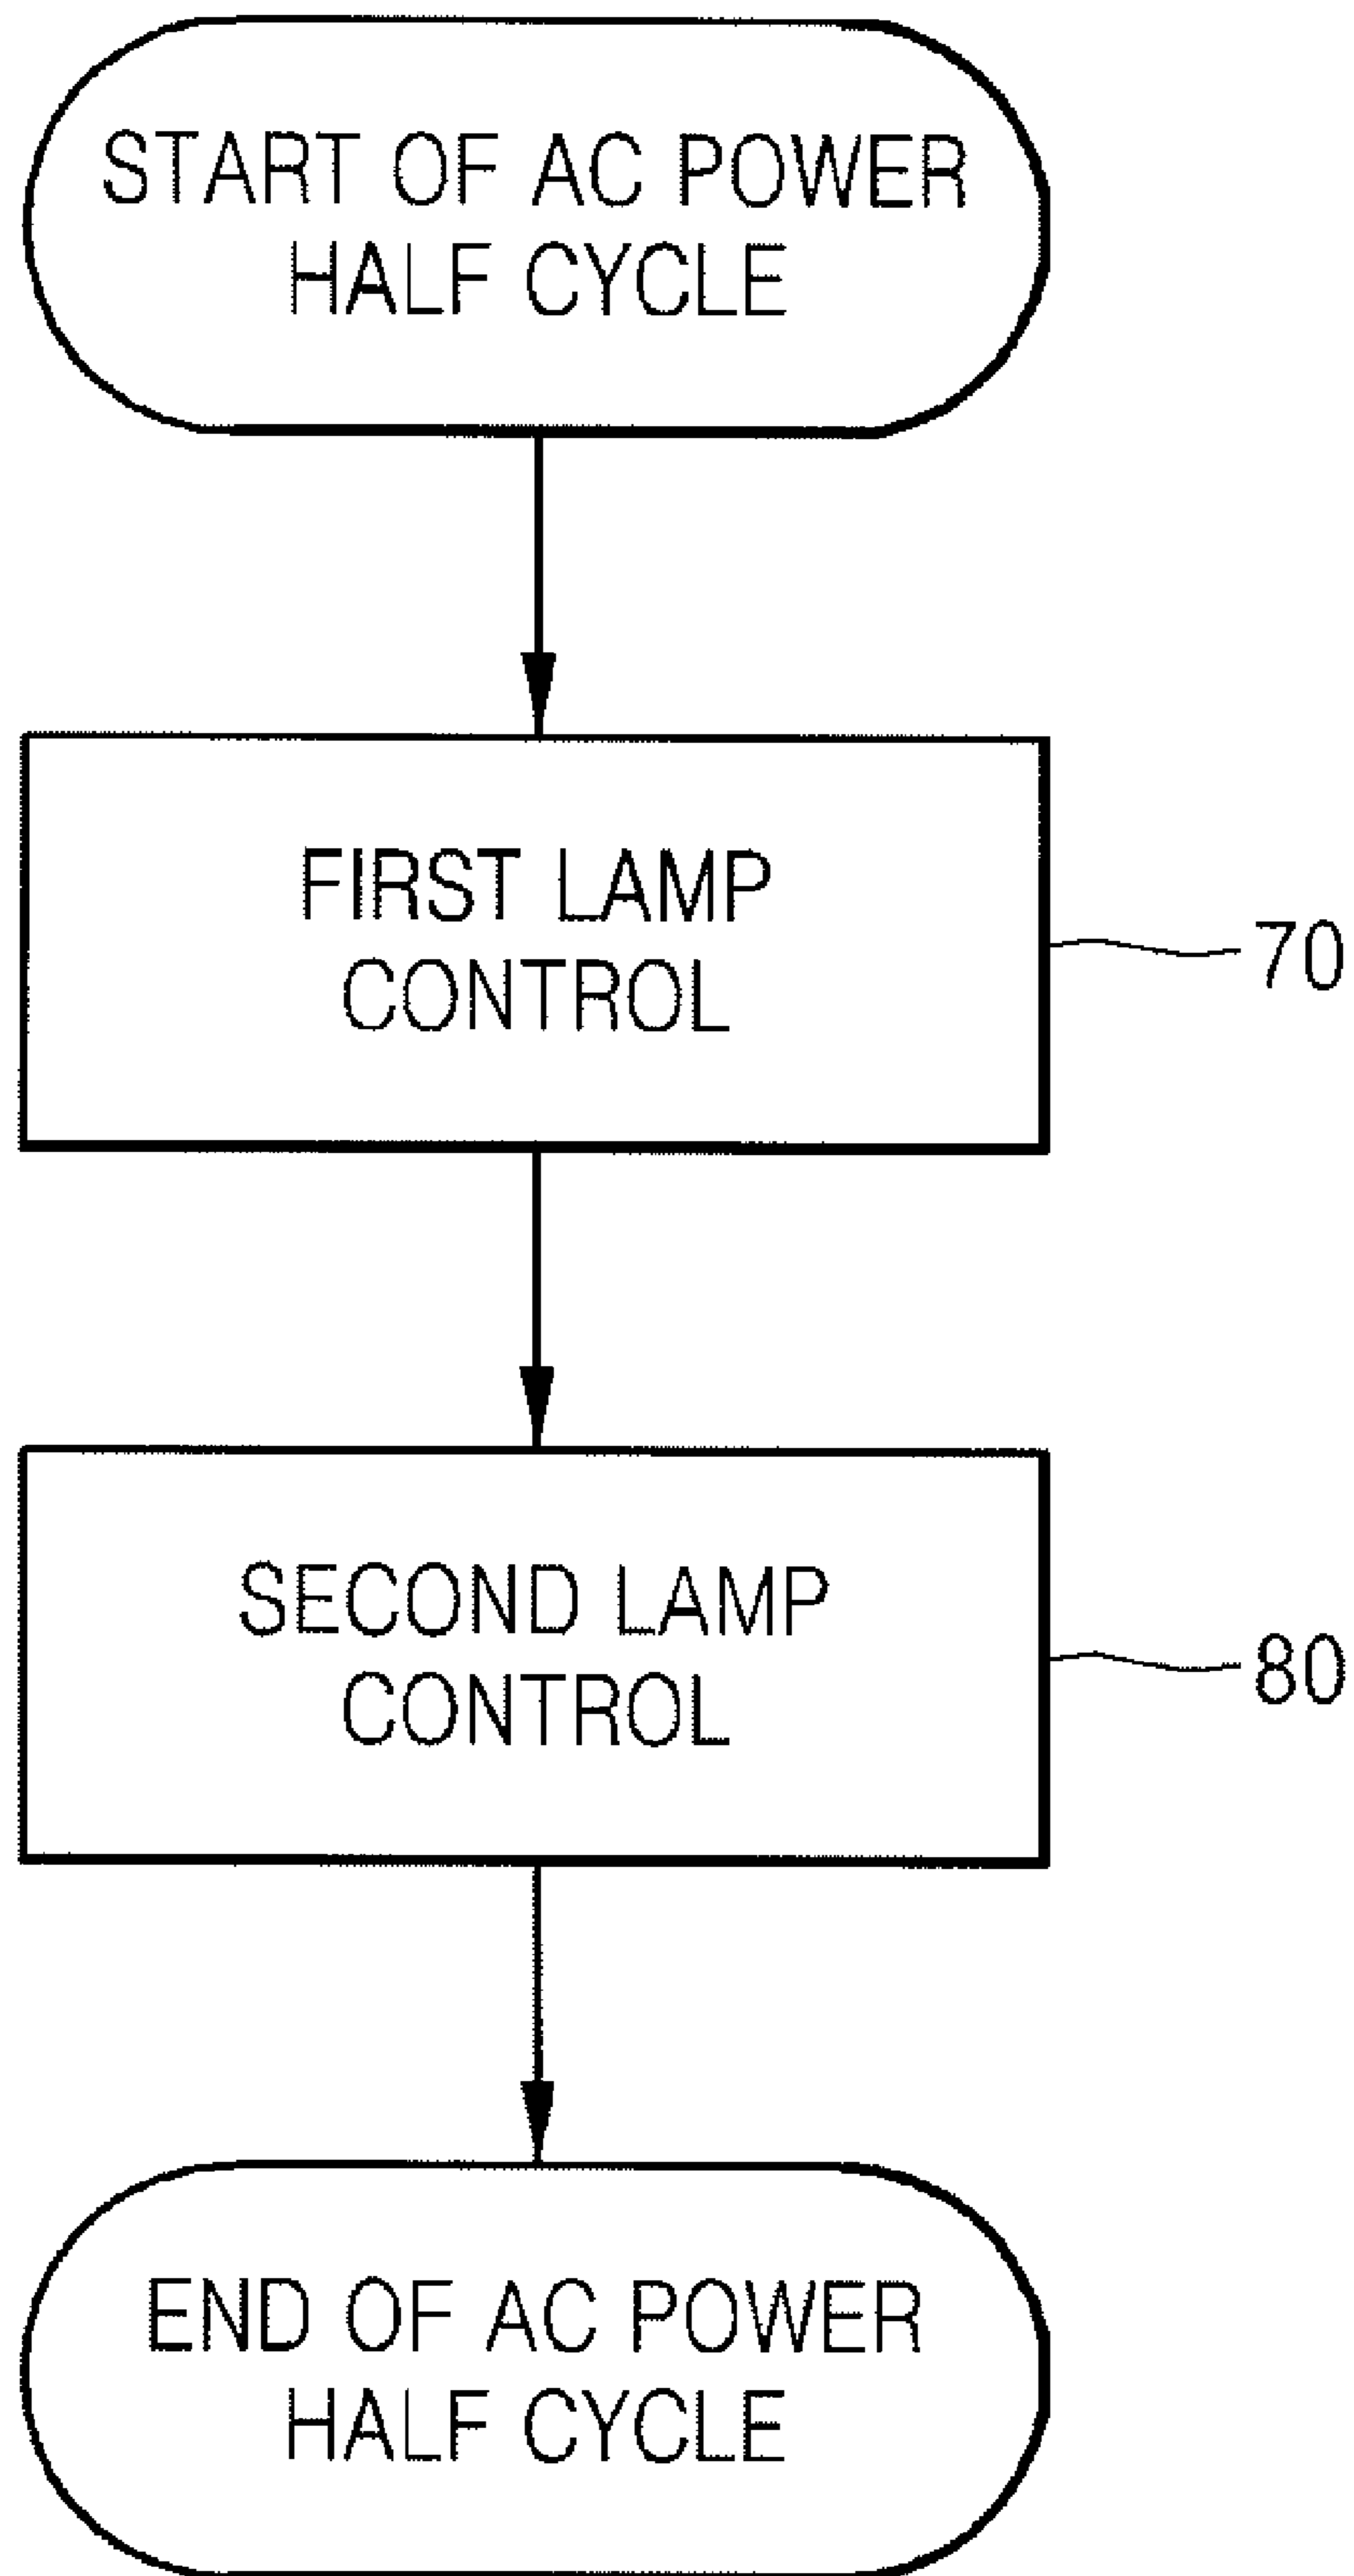 START OF AC POWER
HALF CYCLE
FIRST LAMP
CONTROL
70
SECOND LAMP
CONTROL
80
END OF AC POWER
HALF CYCLE